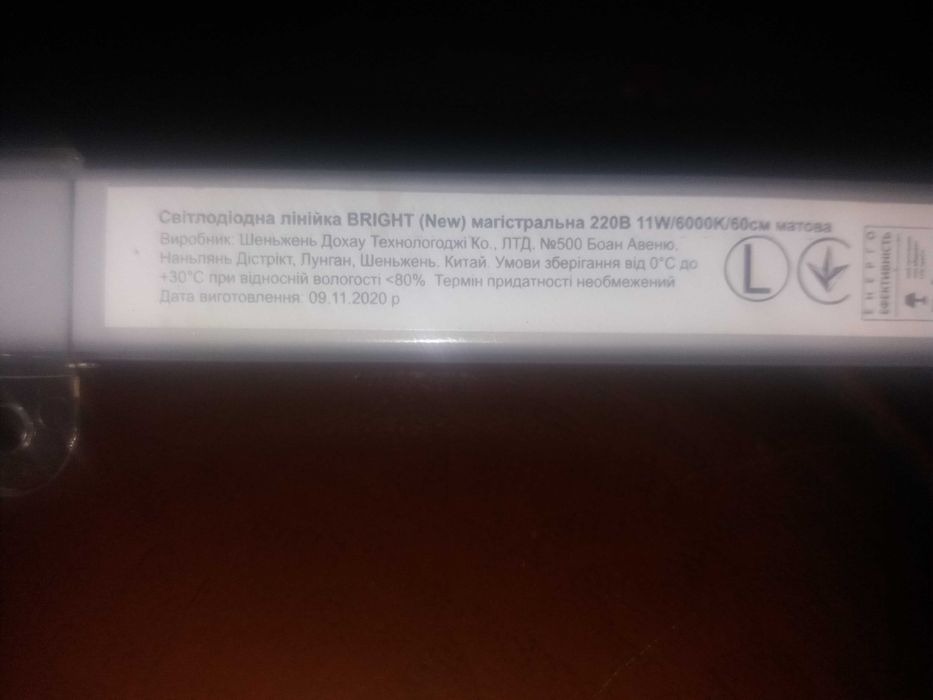 Світлодіодна лінійка BRIGHT (New) магістральна 220В 11W/6000K/60см матова
Виробник: Шеньжень Дохау Технологоджі Ко., ЛТД. №500 Боан Авеню.
Наньлянь Дістрікт, Лунган, Шеньжень. Китай. Умови зберігання від 0°C до
+30°C при відносній вологості <80%. Термін придатності необмежений
Дата виготовлення: 09.11.2020 р
L
ЕНЕРГО
ЕФЕКТИВНІСТЬ